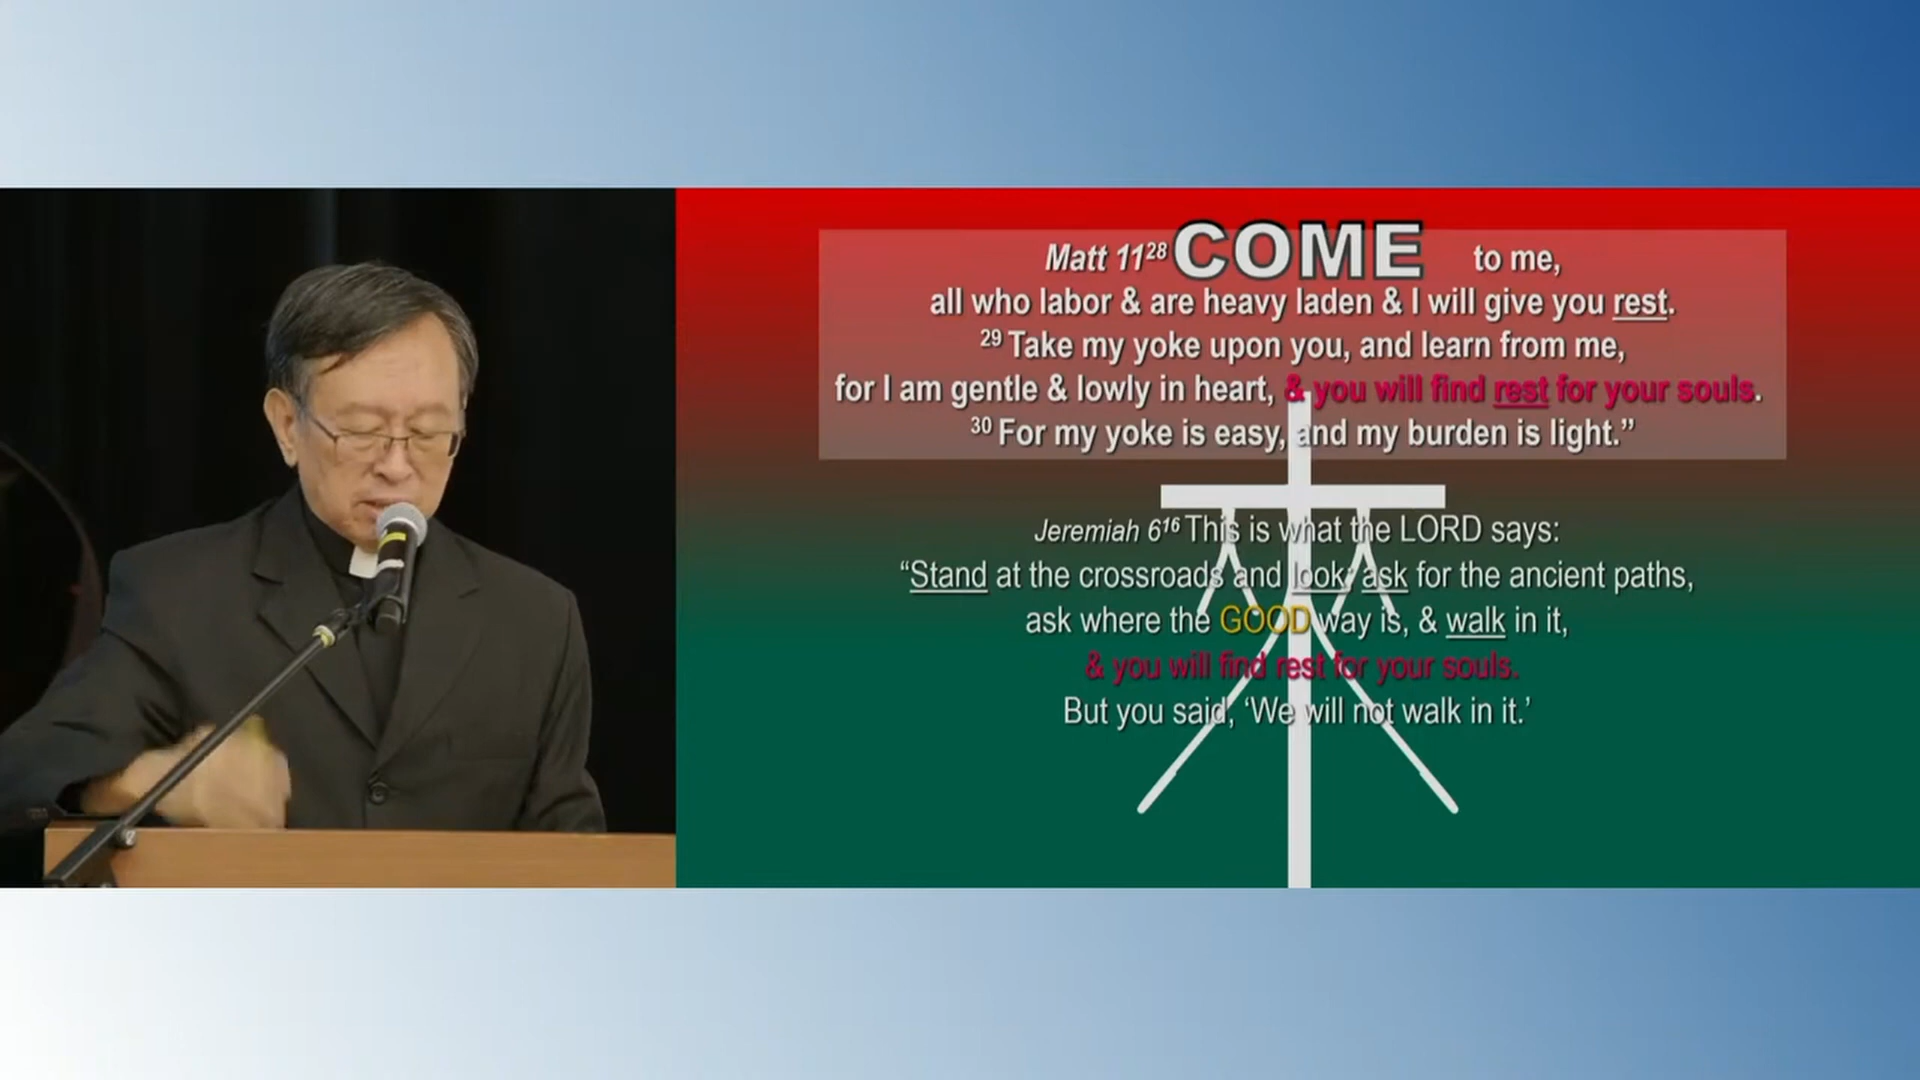 Matt 11 28 COME to me,
all who labor & are heavy laden & I will give you rest.
29 Take my yoke upon you, and learn from me,
for I am gentle & lowly in heart, & you will find rest for your souls.
30 For my yoke is easy, and my burden is light.”
Jeremiah 6 16 This is what the LORD says:
“Stand at the crossroads and look; ask for the ancient paths,
ask where the GOOD way is, & walk in it,
& you will find rest for your souls.
But you said, ‘We will not walk in it.’